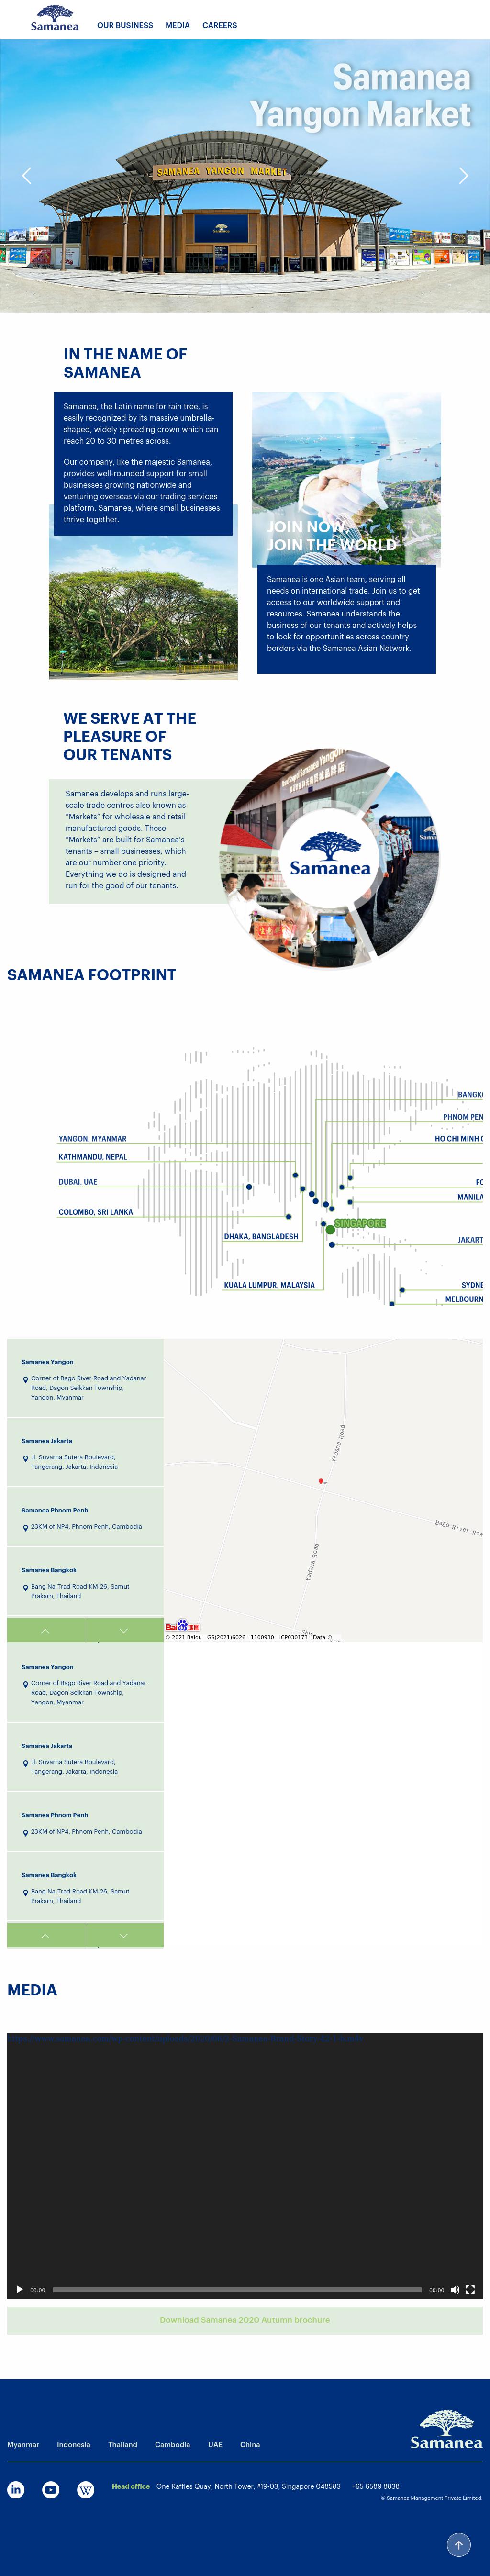 Samanea
OUR BUSINESS MEDIA CAREERS
Samanea
Yangon Market
SAMANEA YANGON MARKET
IN THE NAME OF
SAMANEA
Samanea, the Latin name for rain tree, is
easily recognized by its massive umbrella-
shaped, widely spreading crown which can
reach 20 to 30 metres across.
Our company, like the majestic Samanea,
provides well-rounded support for small
businesses growing nationwide and
venturing overseas via our trading services
platform. Samanea, where small businesses
thrive together.
JOIN NOW
JOIN THE WORLD
Samanea is one Asian team, serving all
needs on international trade. Join us to get
access to our worldwide support and
resources. Samanea understands the
business of our tenants and actively helps
to look for opportunities across country
borders via the Samanea Asian Network.
WE SERVE AT THE
PLEASURE OF
OUR TENANTS
Samanea develops and runs large-
scale trade centres also known as
“Markets” for wholesale and retail
manufactured goods. These
“Markets” are built for Samanea’s
tenants – small businesses, which
are our number one priority.
Everything we do is designed and
run for the good of our tenants.
Samanea
SAMANEA FOOTPRINT
BANGK
PHNOM PEN
YANGON, MYANMAR
HO CHI MINH
KATHMANDU, NEPAL
DUBAI, UAE
MANILA
COLOMBO, SRI LANKA
SINGAPORE
DHAKA, BANGLADESH
JAKART
KUALA LUMPUR, MALAYSIA
SYDNE
MELBOURN
Samanea Yangon
Corner of Bago River Road and Yadanar
Road, Dagon Seikkan Township,
Yangon, Myanmar
Samanea Jakarta
Jl. Suvarna Sutera Boulevard,
Tangerang, Jakarta, Indonesia
Samanea Phnom Penh
23KM of NP4, Phnom Penh, Cambodia
Samanea Bangkok
Bang Na-Trad Road KM-26, Samut
Prakarn, Thailand
Yadana Road
Bago River Roa
Yadana Road
Bai 百度
© 2021 Baidu - GS(2021)6026 - 1100930 - ICP030173 - Data ©
Samanea Yangon
Corner of Bago River Road and Yadanar
Road, Dagon Seikkan Township,
Yangon, Myanmar
Samanea Jakarta
Jl. Suvarna Sutera Boulevard,
Tangerang, Jakarta, Indonesia
Samanea Phnom Penh
23KM of NP4, Phnom Penh, Cambodia
Samanea Bangkok
Bang Na-Trad Road KM-26, Samut
Prakarn, Thailand
MEDIA
00:00 00:00
Download Samanea 2020 Autumn brochure
Samanea
Myanmar Indonesia Thailand Cambodia UAE China
in W Head office One Raffles Quay, North Tower, #19-03, Singapore 048583 +65 6589 8838
© Samanea Management Private Limited.